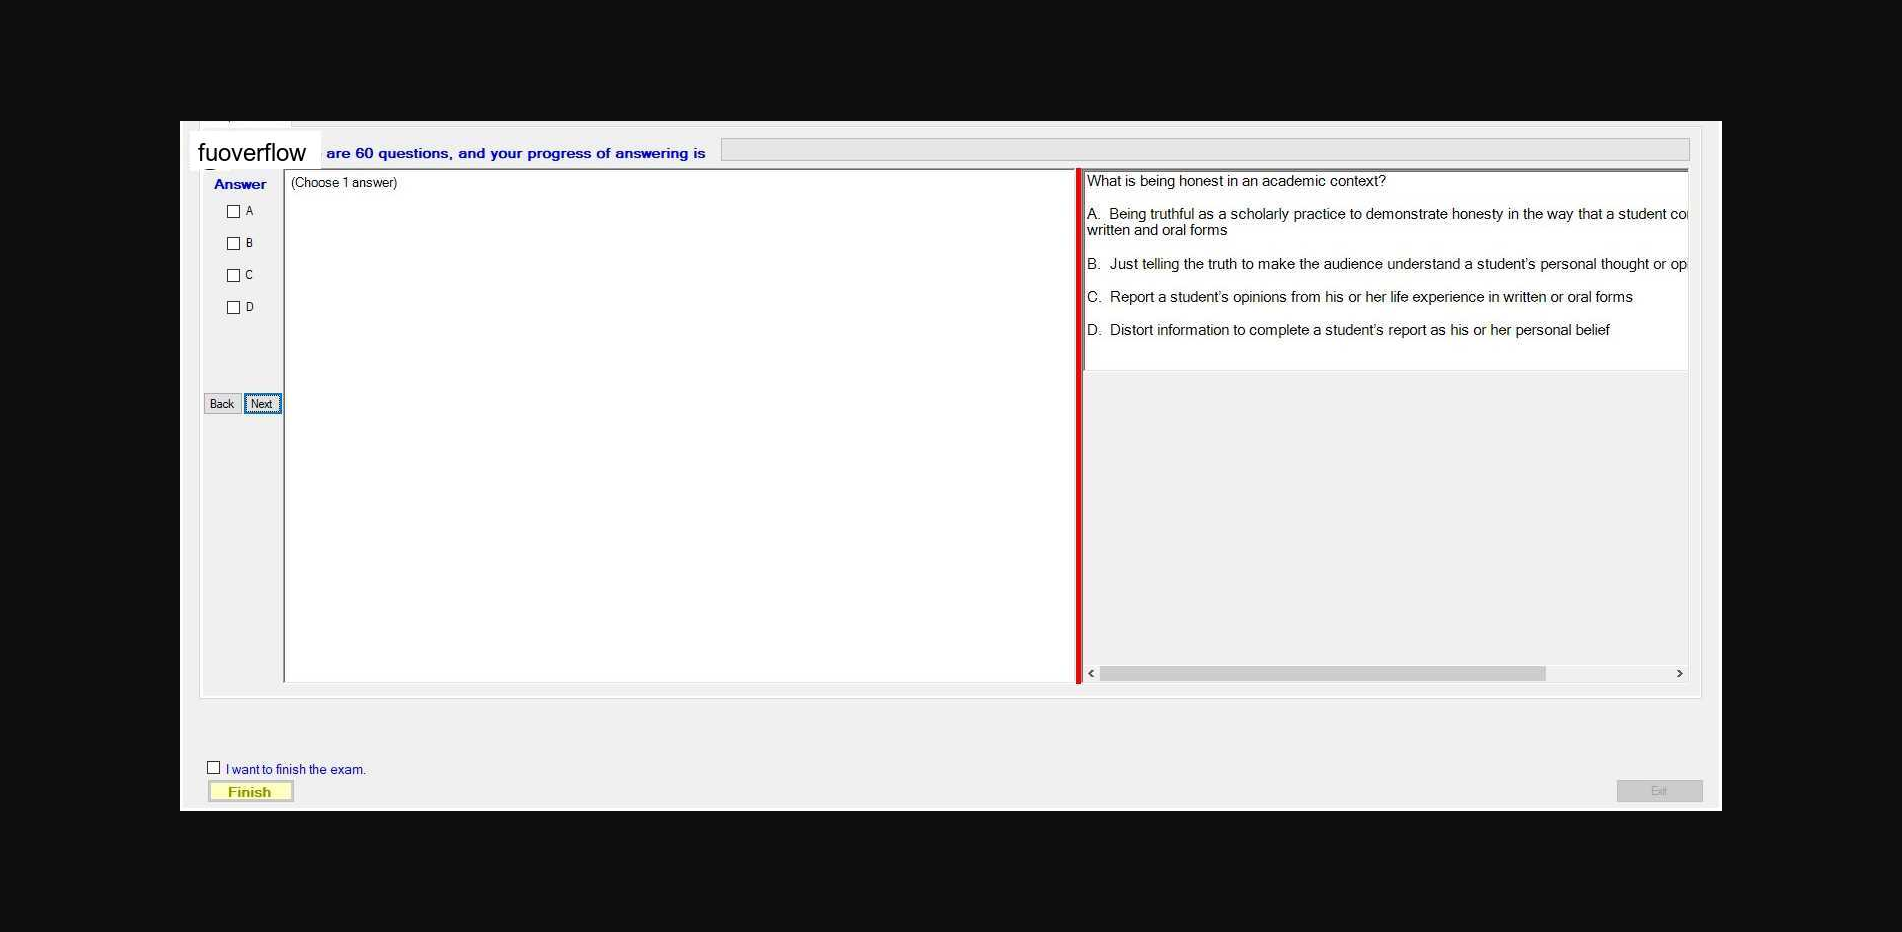 fuoverflow are 60 questions, and your progress of answering is
Answer
A
B
C
D
Back Next
(Choose 1 answer)
What is being honest in an academic context?
A. Being truthful as a scholarly practice to demonstrate honesty in the way that a student
written and oral forms
B. Just telling the truth to make the audience understand a student's personal thought or
C. Report a student's opinions from his or her life experience in written or oral forms
D. Distort information to complete a student's report as his or her personal belief
I want to finish the exam.
Finish
Exit